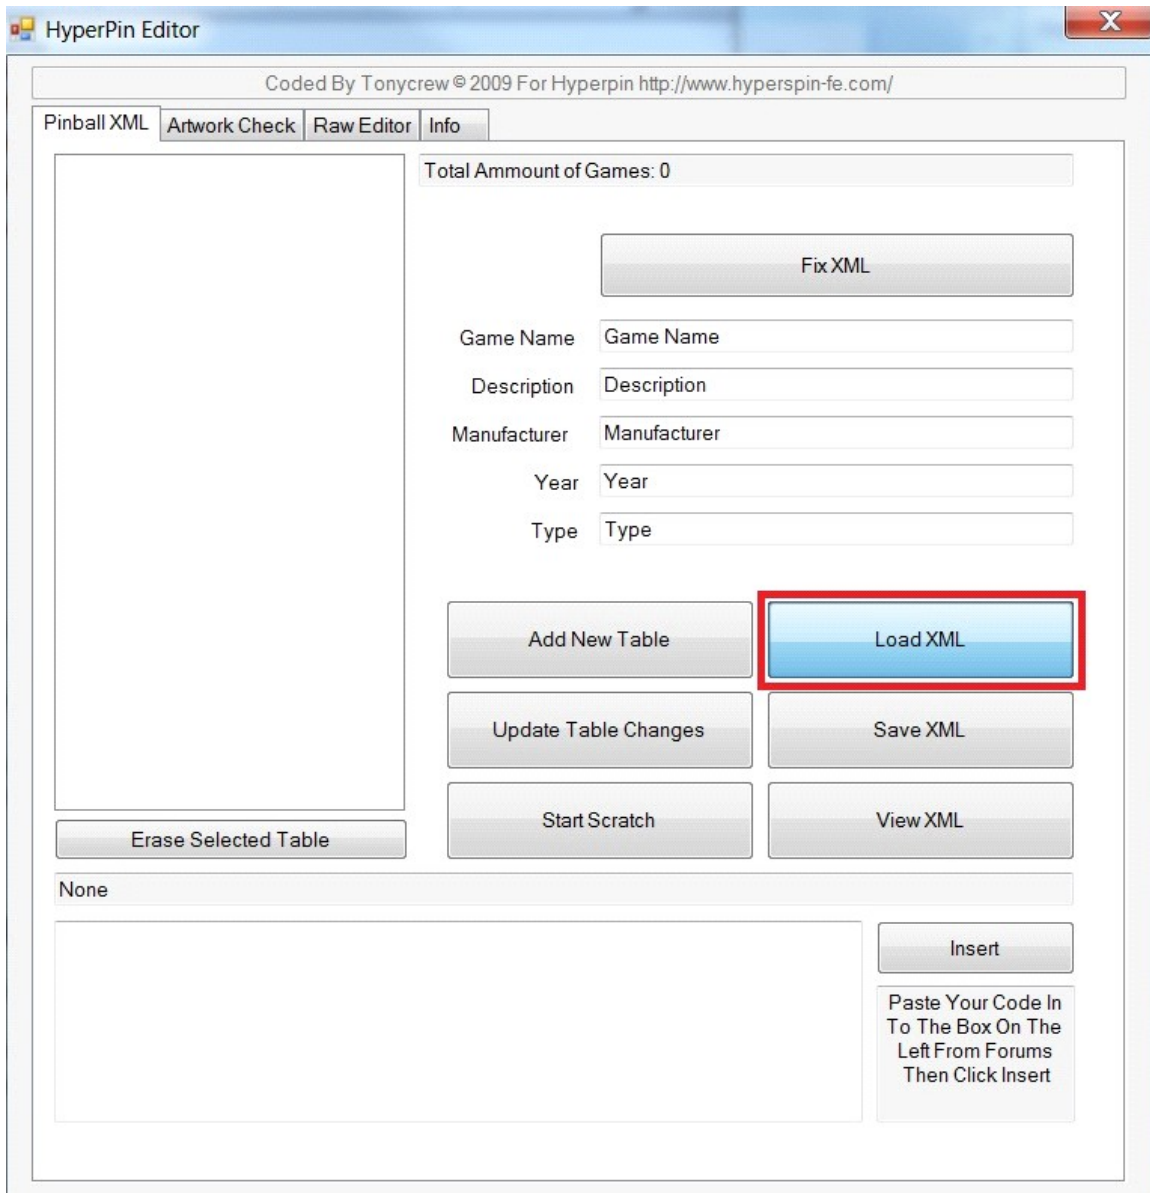 HyperPin Editor
Coded By Tonycrew © 2009 For Hyperpin http://www.hyperspin-fe.com/
Pinball XML Artwork Check Raw Editor Info
Total Ammount of Games: 0
Fix XML
Game Name Game Name
Description Description
Manufacturer Manufacturer
Year Year
Type Type
Add New Table Load XML
Update Table Changes Save XML
Start Scratch View XML
Erase Selected Table
None
Insert
Paste Your Code In
To The Box On The
Left From Forums
Then Click Insert